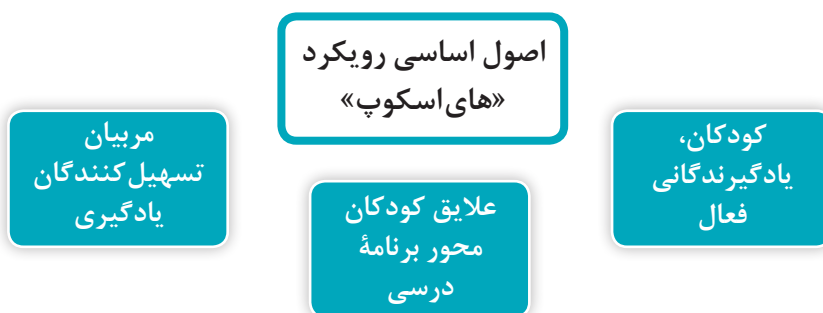 اصول اساسی رویکرد
«های‌اسکوپ»
کودکان،
یادگیرندگانی
فعال
علایق کودکان
محور برنامهٔ
درسی
مربیان
تسهیل‌کنندگان
یادگیری